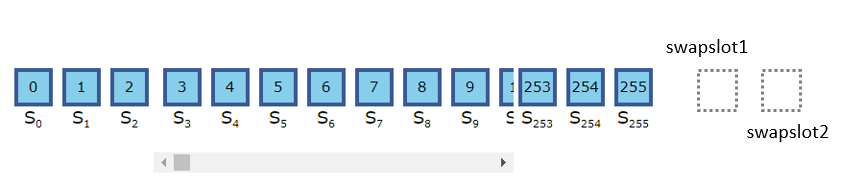 swapslot1
0 1 2 3 4 5 6 7 8 9 253 254 255
S₀ S₁ S₂ S₃ S₄ S₅ S₆ S₇ S₈ S₉ S₂₅₃ S₂₅₄ S₂₅₅
swapslot2